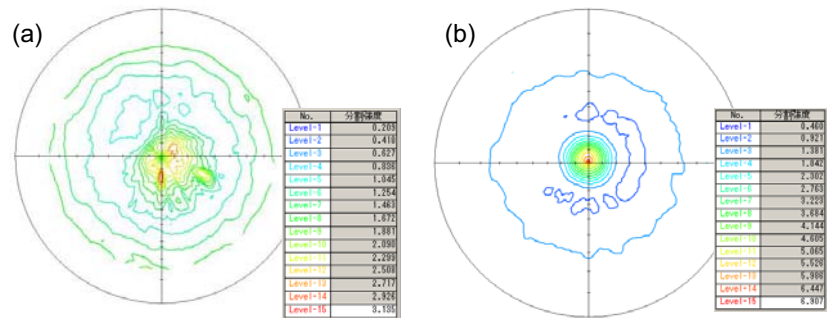 (a)
No. 分割強度
Level-1 0.209
Level-2 0.418
Level-3 0.627
Level-4 0.836
Level-5 1.045
Level-6 1.254
Level-7 1.463
Level-8 1.672
Level-9 1.881
Level-10 2.090
Level-11 2.299
Level-12 2.508
Level-13 2.717
Level-14 2.926
Level-15 3.135
(b)
No. 分割強度
Level-1 0.460
Level-2 0.921
Level-3 1.381
Level-4 1.842
Level-5 2.302
Level-6 2.763
Level-7 3.223
Level-8 3.684
Level-9 4.144
Level-10 4.605
Level-11 5.065
Level-12 5.526
Level-13 5.986
Level-14 6.447
Level-15 6.907